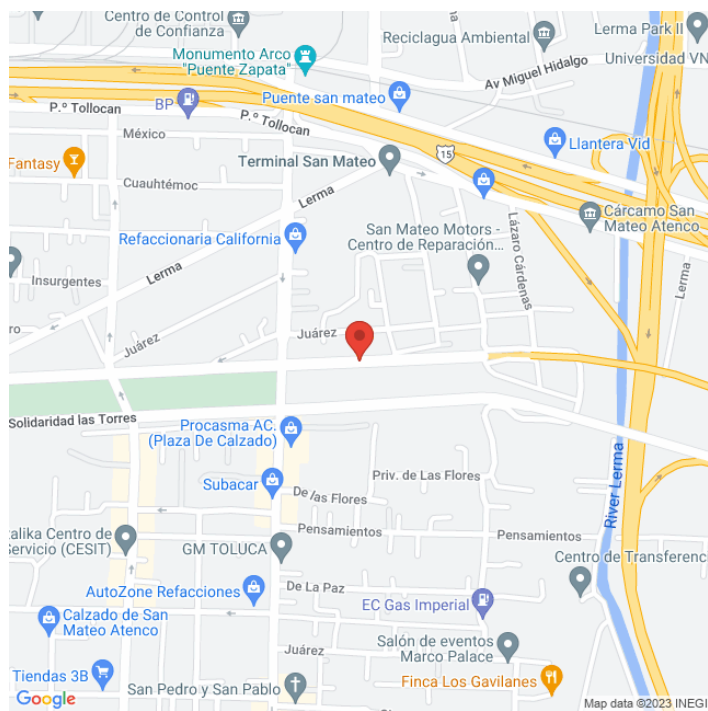 Centro de Control
de Confianza
Reciclagua Ambiental
Lerma Park II
Universidad VN
Monumento Arco
"Puente Zapata"
Av Miguel Hidalgo
Puente san mateo
BP
P.º Tollocan
P.º Tollocan
México
15
Llantera Vid
Fantasy
Terminal San Mateo
Cuauhtémoc
Lerma
Cárcamo San
Mateo Atenco
Lázaro Cárdenas
San Mateo Motors -
Centro de Reparación...
Refaccionaria California
Lerma
Insurgentes
Lerma
ro
Juárez
Juárez
Solidaridad las Torres
Procasma AC.
(Plaza De Calzado)
Subacar
Priv. de Las Flores
De las Flores
River Lerma
Pensamientos
Pensamientos
talika Centro de
Servicio (CESIT)
GM TOLUCA
Centro de Transferenc
AutoZone Refacciones
De La Paz
EC Gas Imperial
Calzado de San
Mateo Atenco
Juárez
Salón de eventos
Marco Palace
Tiendas 3B
San Pedro y San Pablo
Finca Los Gavilanes
Google
Map data ©2023 INEGI